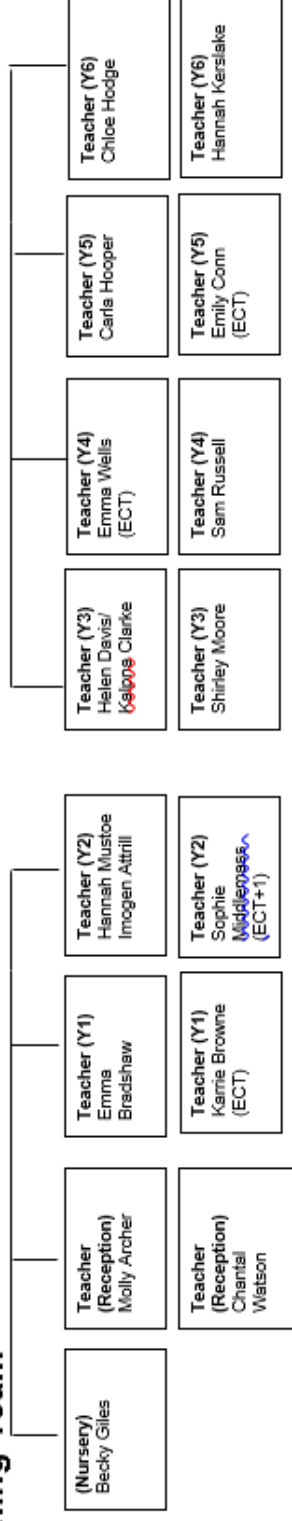 ning Team
(Nursery)
Becky Giles
Teacher
(Reception)
Molly Archer
Teacher (Y1)
Emma
Bradshaw
Teacher (Y2)
Hannah Mustoe
Imogen Attrill
Teacher (Y3)
Helen Davis/
Kalona Clarke
Teacher (Y4)
Emma Wells
(ECT)
Teacher (Y5)
Carla Hooper
Teacher (Y6)
Chloe Hodge
Teacher
(Reception)
Chantal
Watson
Teacher (Y1)
Karrie Browne
(ECT)
Teacher (Y2)
Sophie
Middlemass
(ECT+1)
Teacher (Y3)
Shirley Moore
Teacher (Y4)
Sam Russell
Teacher (Y5)
Emily Conn
(ECT)
Teacher (Y6)
Hannah Kerslake